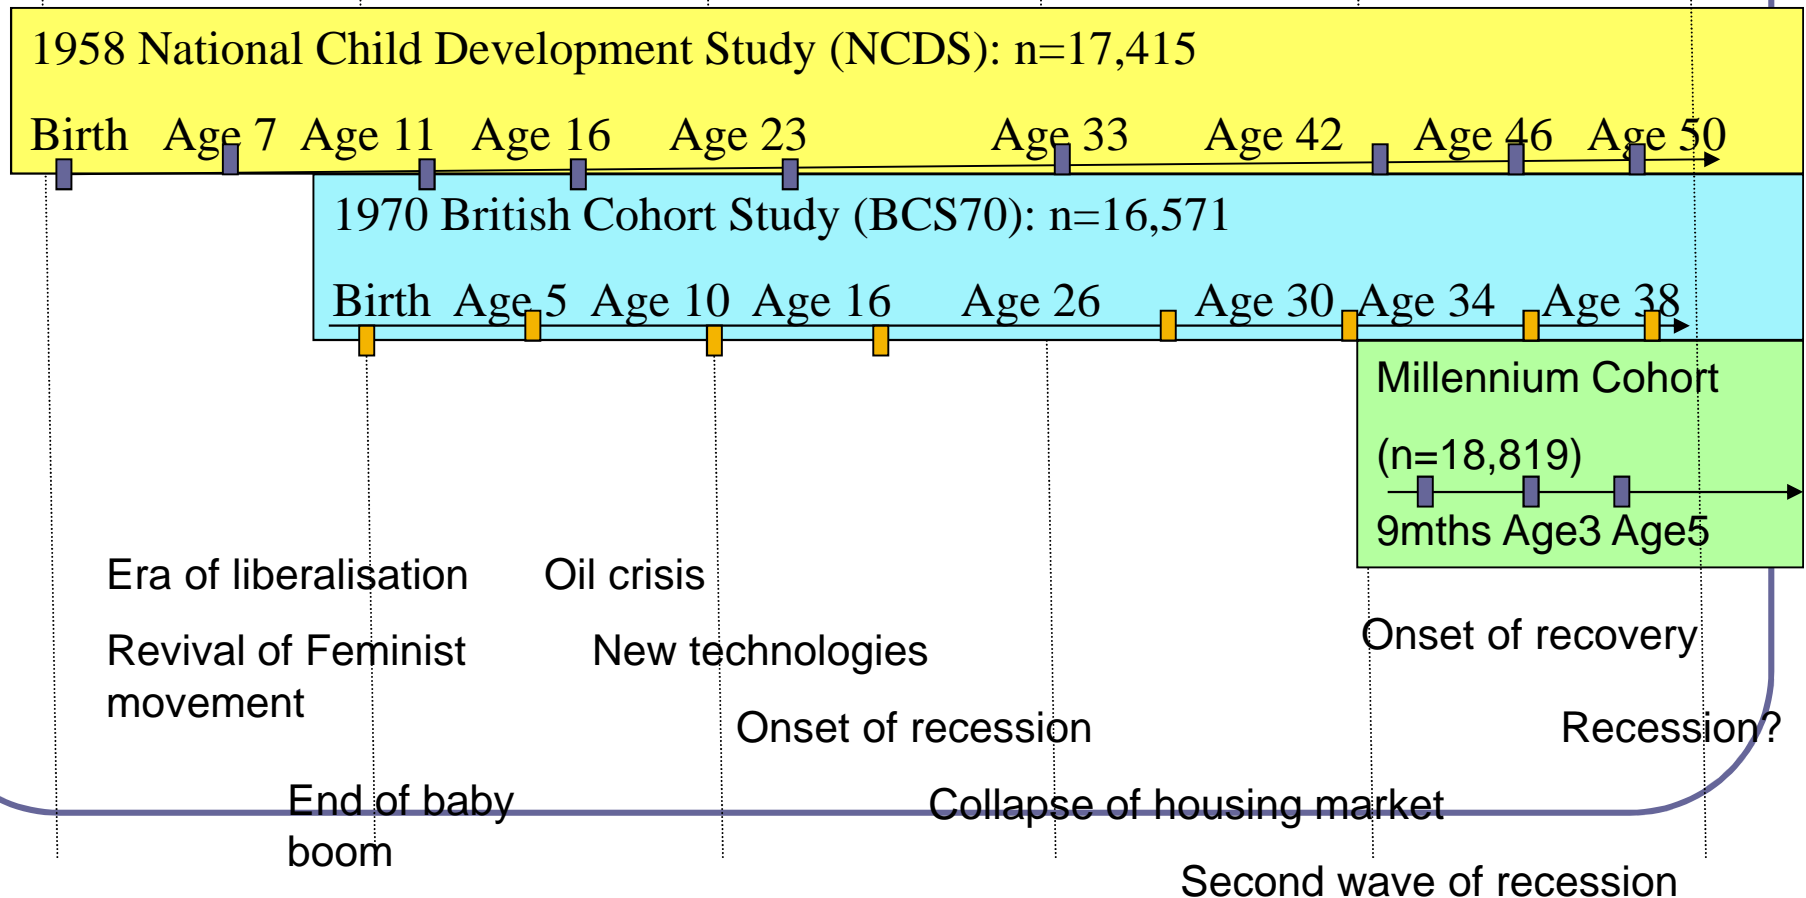 1958 National Child Development Study (NCDS): n=17,415
Birth Age 7 Age 11 Age 16 Age 23 Age 33 Age 42 Age 46 Age 50
1970 British Cohort Study (BCS70): n=16,571
Birth Age 5 Age 10 Age 16 Age 26 Age 30 Age 34 Age 38
Millennium Cohort
(n=18,819)
9mths Age3 Age5
Era of liberalisation
Oil crisis
Onset of recovery
Revival of Feminist
movement
New technologies
Onset of recession
Recession?
End of baby
boom
Collapse of housing market
Second wave of recession